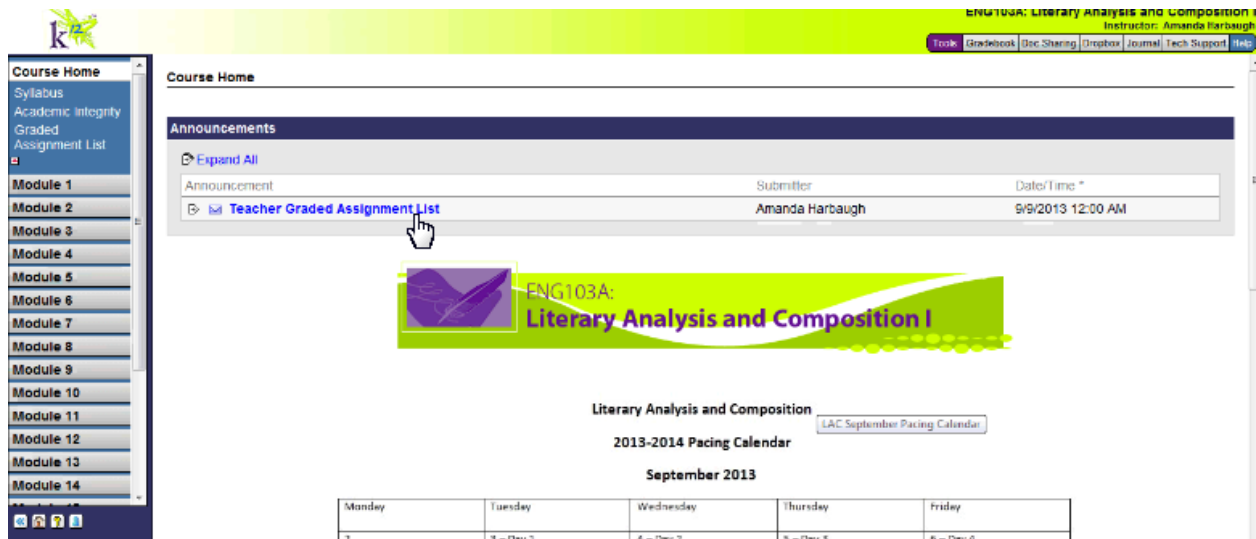 k12
ENG103A: Literary Analysis and Composition I
Instructor: Amanda Harbaugh
Tools Gradebook Doc Sharing Dropbox Journal Tech Support Help
Course Home
Syllabus
Academic Integrity
Graded
Assignment List
Module 1
Module 2
Module 3
Module 4
Module 5
Module 6
Module 7
Module 8
Module 9
Module 10
Module 11
Module 12
Module 13
Module 14
Course Home
Announcements
Expand All
Announcement Submitter Date/Time *
Teacher Graded Assignment List Amanda Harbaugh 9/9/2013 12:00 AM
ENG103A:
Literary Analysis and Composition I
Literary Analysis and Composition
LAC September Pacing Calendar
2013-2014 Pacing Calendar
September 2013
Monday Tuesday Wednesday Thursday Friday